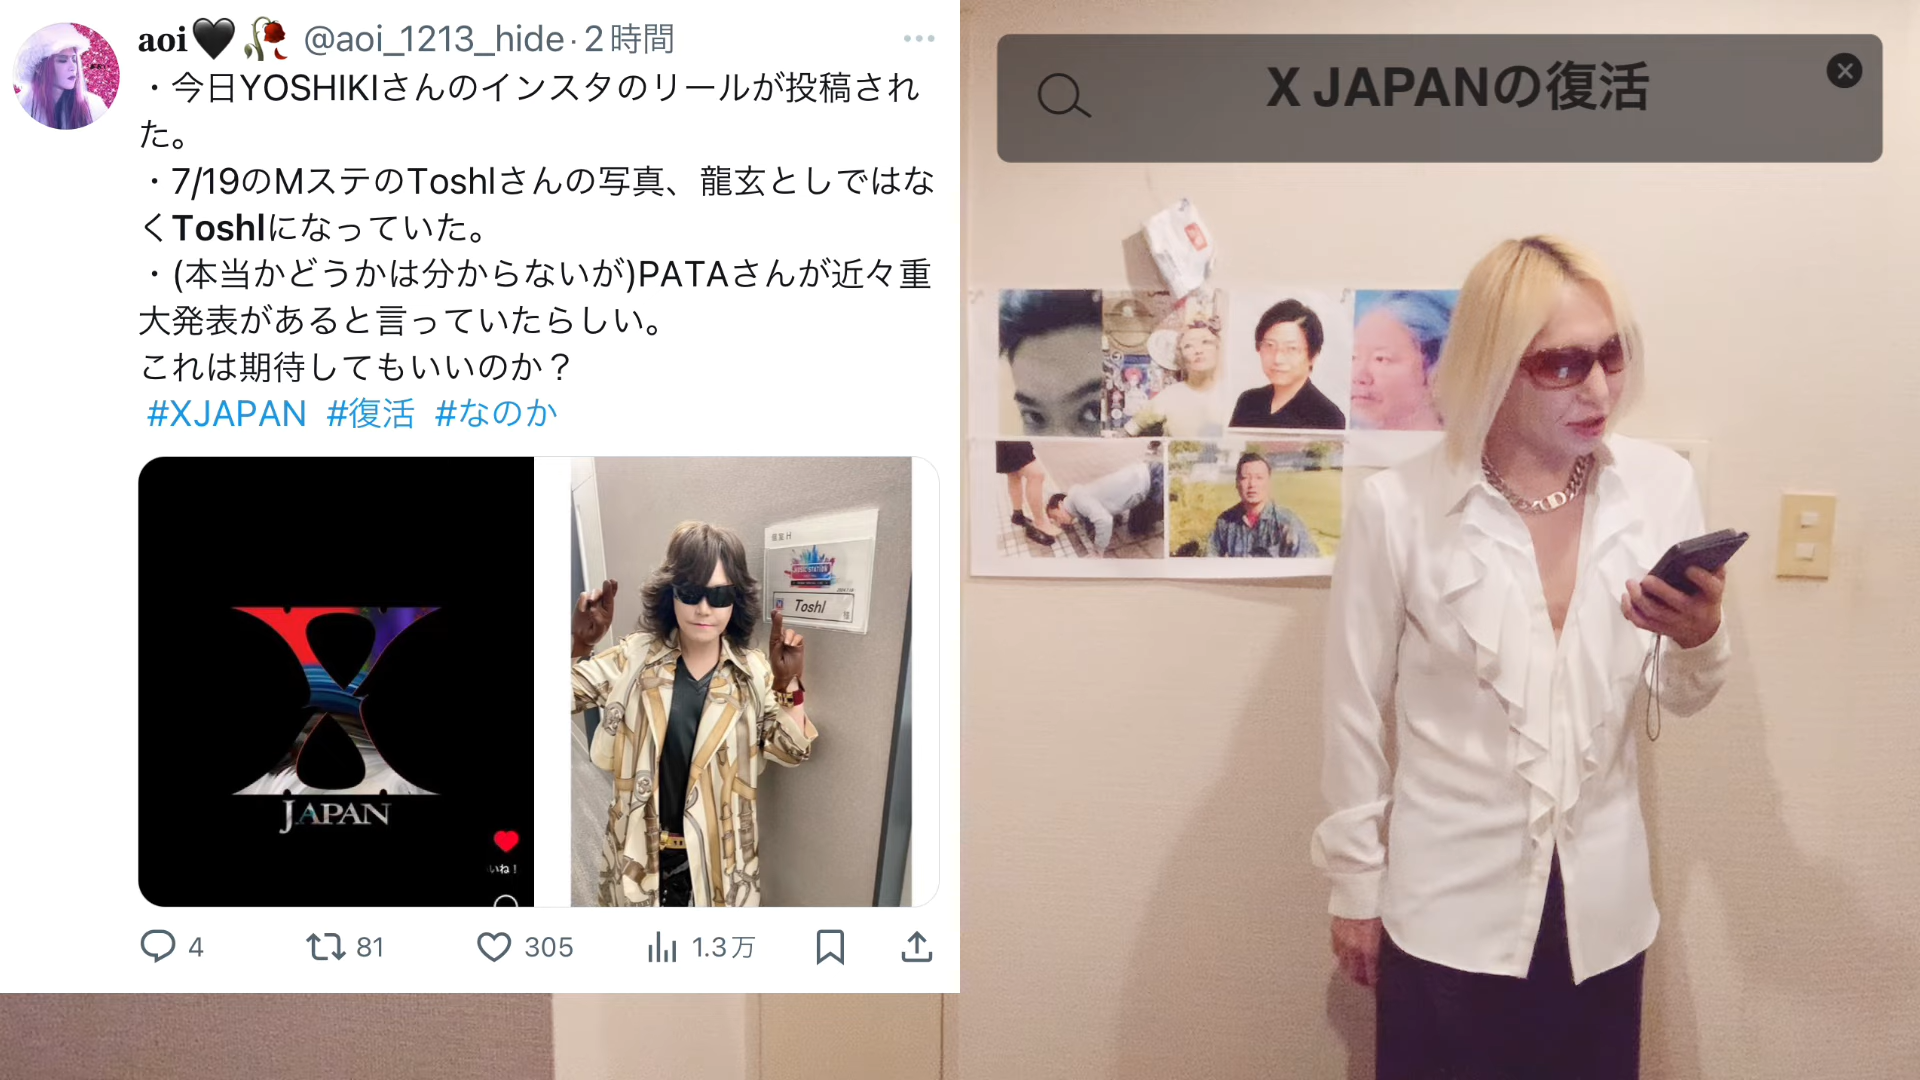 aoi🖤🥀 @aoi_1213_hide·2時間
・今日YOSHIKIさんのインスタのリールが投稿され
た。
・7/19のMステのToshlさんの写真、龍玄としではな
くToshlになっていた。
・(本当かどうかは分からないが)PATAさんが近々重
大発表があると言っていたらしい。
これは期待してもいいのか？
#XJAPAN #復活 #なのか
X
JAPAN
いね！
楽屋 H
MUSIC STATION
Toshl
様
4 81 305 1.3万
X JAPANの復活